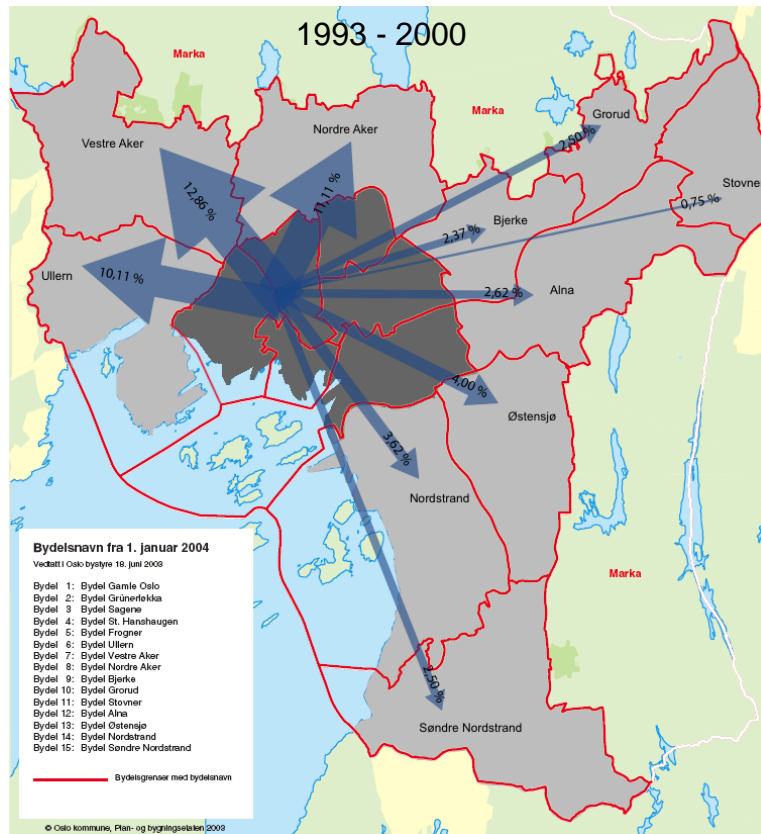 1993 - 2000
Marka
Vestre Aker
Nordre Aker
Marka
Grorud
2,50 %
Stovner
0,75 %
12,86 %
11,11 %
Bjerke
2,37 %
Ullern
10,11 %
2,62 %
Alna
4,00 %
Østensjø
3,62 %
Nordstrand
Marka
2,50 %
Søndre Nordstrand
Bydelsnavn fra 1. januar 2004
Vedtatt i Oslo bystyre 18. juni 2003
Bydel 1: Bydel Gamle Oslo
Bydel 2: Bydel Grünerløkka
Bydel 3 Bydel Sagene
Bydel 4: Bydel St. Hanshaugen
Bydel 5: Bydel Frogner
Bydel 6: Bydel Ullern
Bydel 7: Bydel Vestre Aker
Bydel 8: Bydel Nordre Aker
Bydel 9: Bydel Bjerke
Bydel 10: Bydel Grorud
Bydel 11: Bydel Stovner
Bydel 12: Bydel Alna
Bydel 13: Bydel Østensjø
Bydel 14: Bydel Nordstrand
Bydel 15: Bydel Søndre Nordstrand
Bydelsgrenser med bydelsnavn
© Oslo kommune, Plan- og bygningsetaten 2003